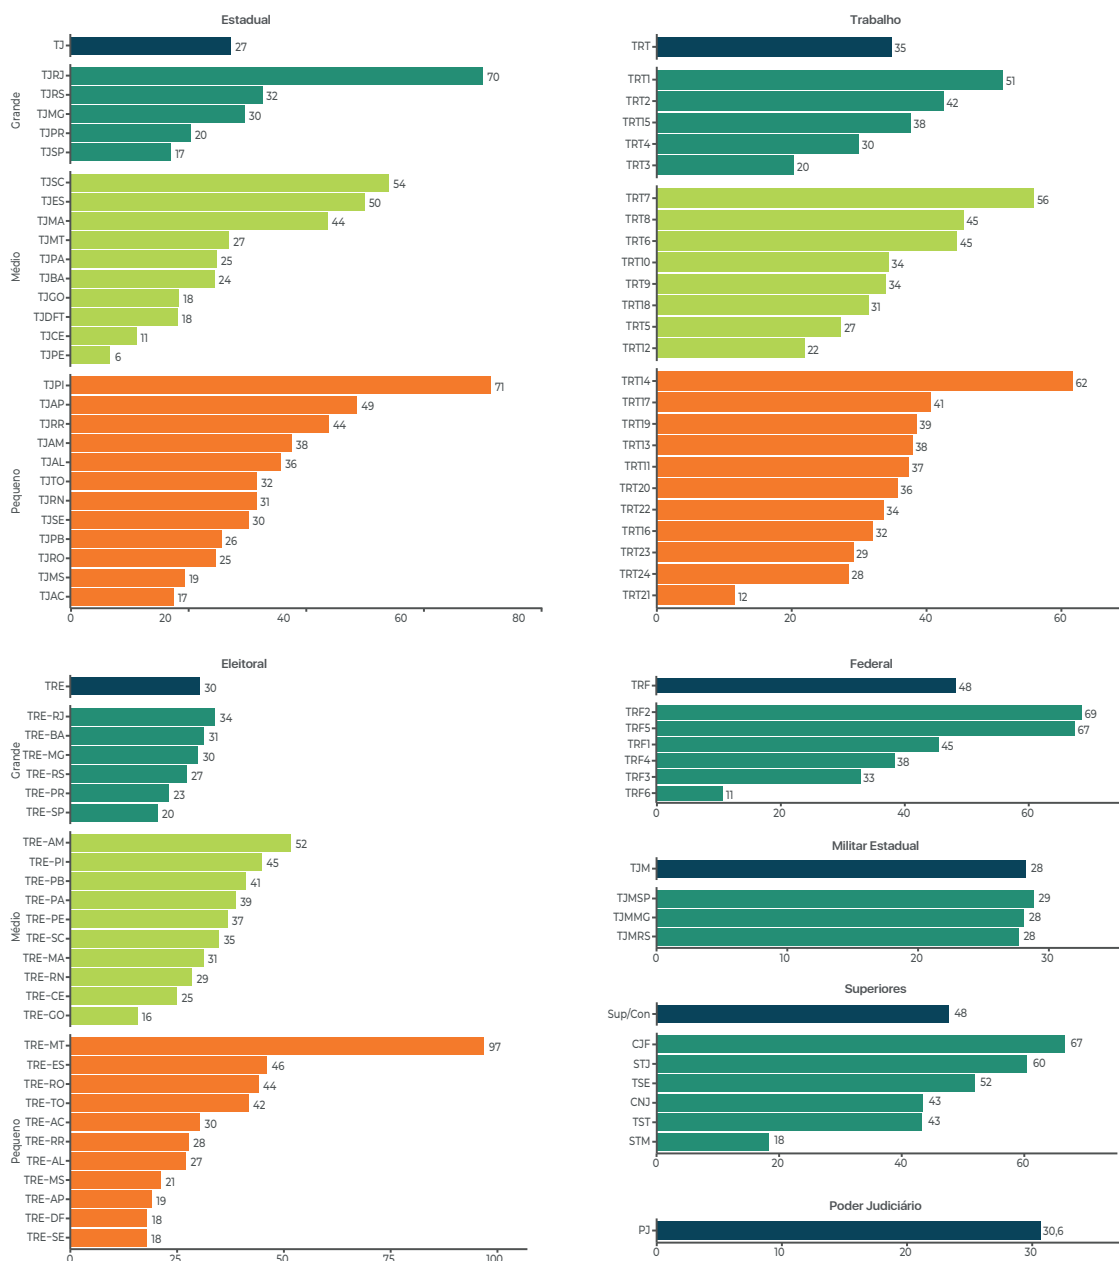 Estadual
TJ 27
Grande
TJRJ 70
TJRS 32
TJMG 30
TJPR 20
TJSP 17
Médio
TJSC 54
TJES 50
TJMA 44
TJMT 27
TJPA 25
TJBA 24
TJGO 18
TJDFT 18
TJCE 11
TJPE 6
Pequeno
TJPI 71
TJAP 49
TJRR 44
TJAM 38
TJAL 36
TJTO 32
TJRN 31
TJSE 30
TJPB 26
TJRO 25
TJMS 19
TJAC 17
0 20 40 60 80
Trabalho
TRT 35
TRT1 51
TRT2 42
TRT15 38
TRT4 30
TRT3 20
TRT7 56
TRT8 45
TRT6 45
TRT10 34
TRT9 34
TRT18 31
TRT5 27
TRT12 22
TRT14 62
TRT17 41
TRT19 39
TRT13 38
TRT11 37
TRT20 36
TRT22 34
TRT16 32
TRT23 29
TRT24 28
TRT21 12
0 20 40 60
Eleitoral
TRE 30
Grande
TRE-RJ 34
TRE-BA 31
TRE-MG 30
TRE-RS 27
TRE-PR 23
TRE-SP 20
Médio
TRE-AM 52
TRE-PI 45
TRE-PB 41
TRE-PA 39
TRE-PE 37
TRE-SC 35
TRE-MA 31
TRE-RN 29
TRE-CE 25
TRE-GO 16
Pequeno
TRE-MT 97
TRE-ES 46
TRE-RO 44
TRE-TO 42
TRE-AC 30
TRE-RR 28
TRE-AL 27
TRE-MS 21
TRE-AP 19
TRE-DF 18
TRE-SE 18
0 25 50 75 100
Federal
TRF 48
TRF2 69
TRF5 67
TRF1 45
TRF4 38
TRF3 33
TRF6 11
0 20 40 60
Militar Estadual
TJM 28
TJMSP 29
TJMMG 28
TJMRS 28
0 10 20 30
Superiores
Sup/Con 48
CJF 67
STJ 60
TSE 52
CNJ 43
TST 43
STM 18
0 20 40 60
Poder Judiciário
PJ 30,6
0 10 20 30